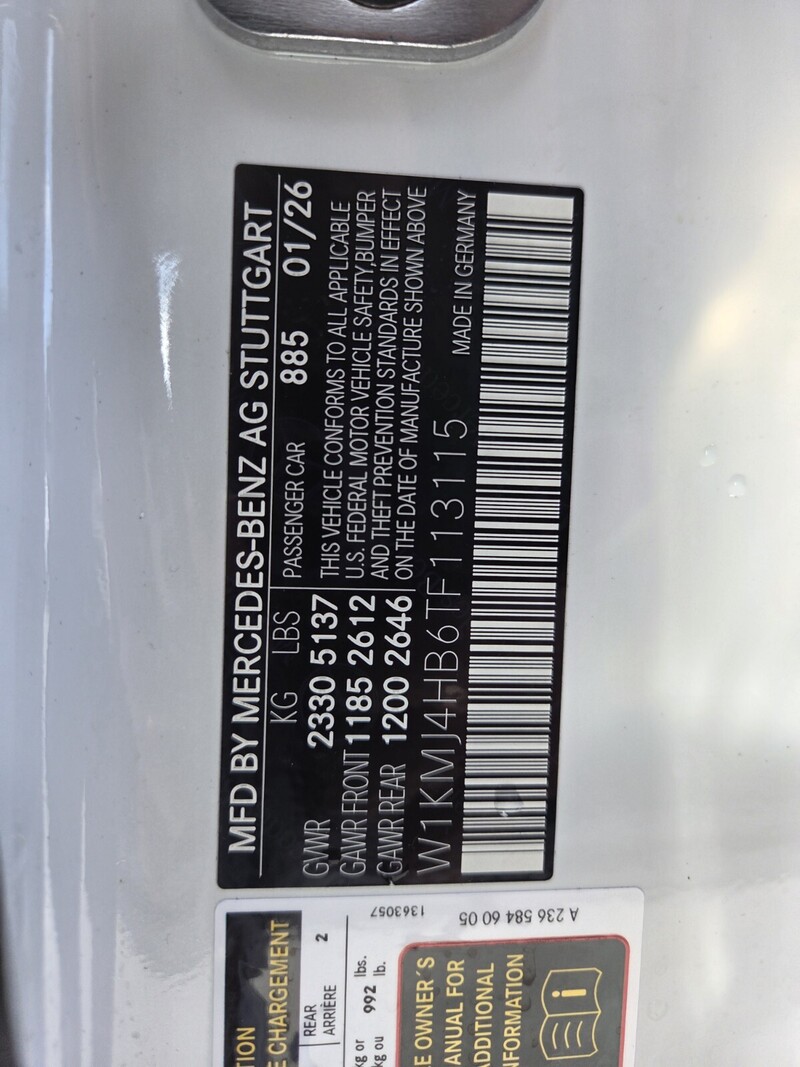 MFD BY MERCEDES-BENZ AG STUTTGART
KG LBS
PASSENGER CAR 885 01/26
GVWR 2330 5137
GAWR FRONT 1185 2612
GAWR REAR 1200 2646
THIS VEHICLE CONFORMS TO ALL APPLICABLE
U.S. FEDERAL MOTOR VEHICLE SAFETY,BUMPER
AND THEFT PREVENTION STANDARDS IN EFFECT
ON THE DATE OF MANUFACTURE SHOWN ABOVE
W1KMJ4HB6TF113115 MADE IN GERMANY
CHARGEMENT
REAR
ARRIÈRE
2
kg or
kg ou
992
lbs.
lb.
1363057
A 236 584 60 05
OWNER´S
FOR
ADDITIONAL